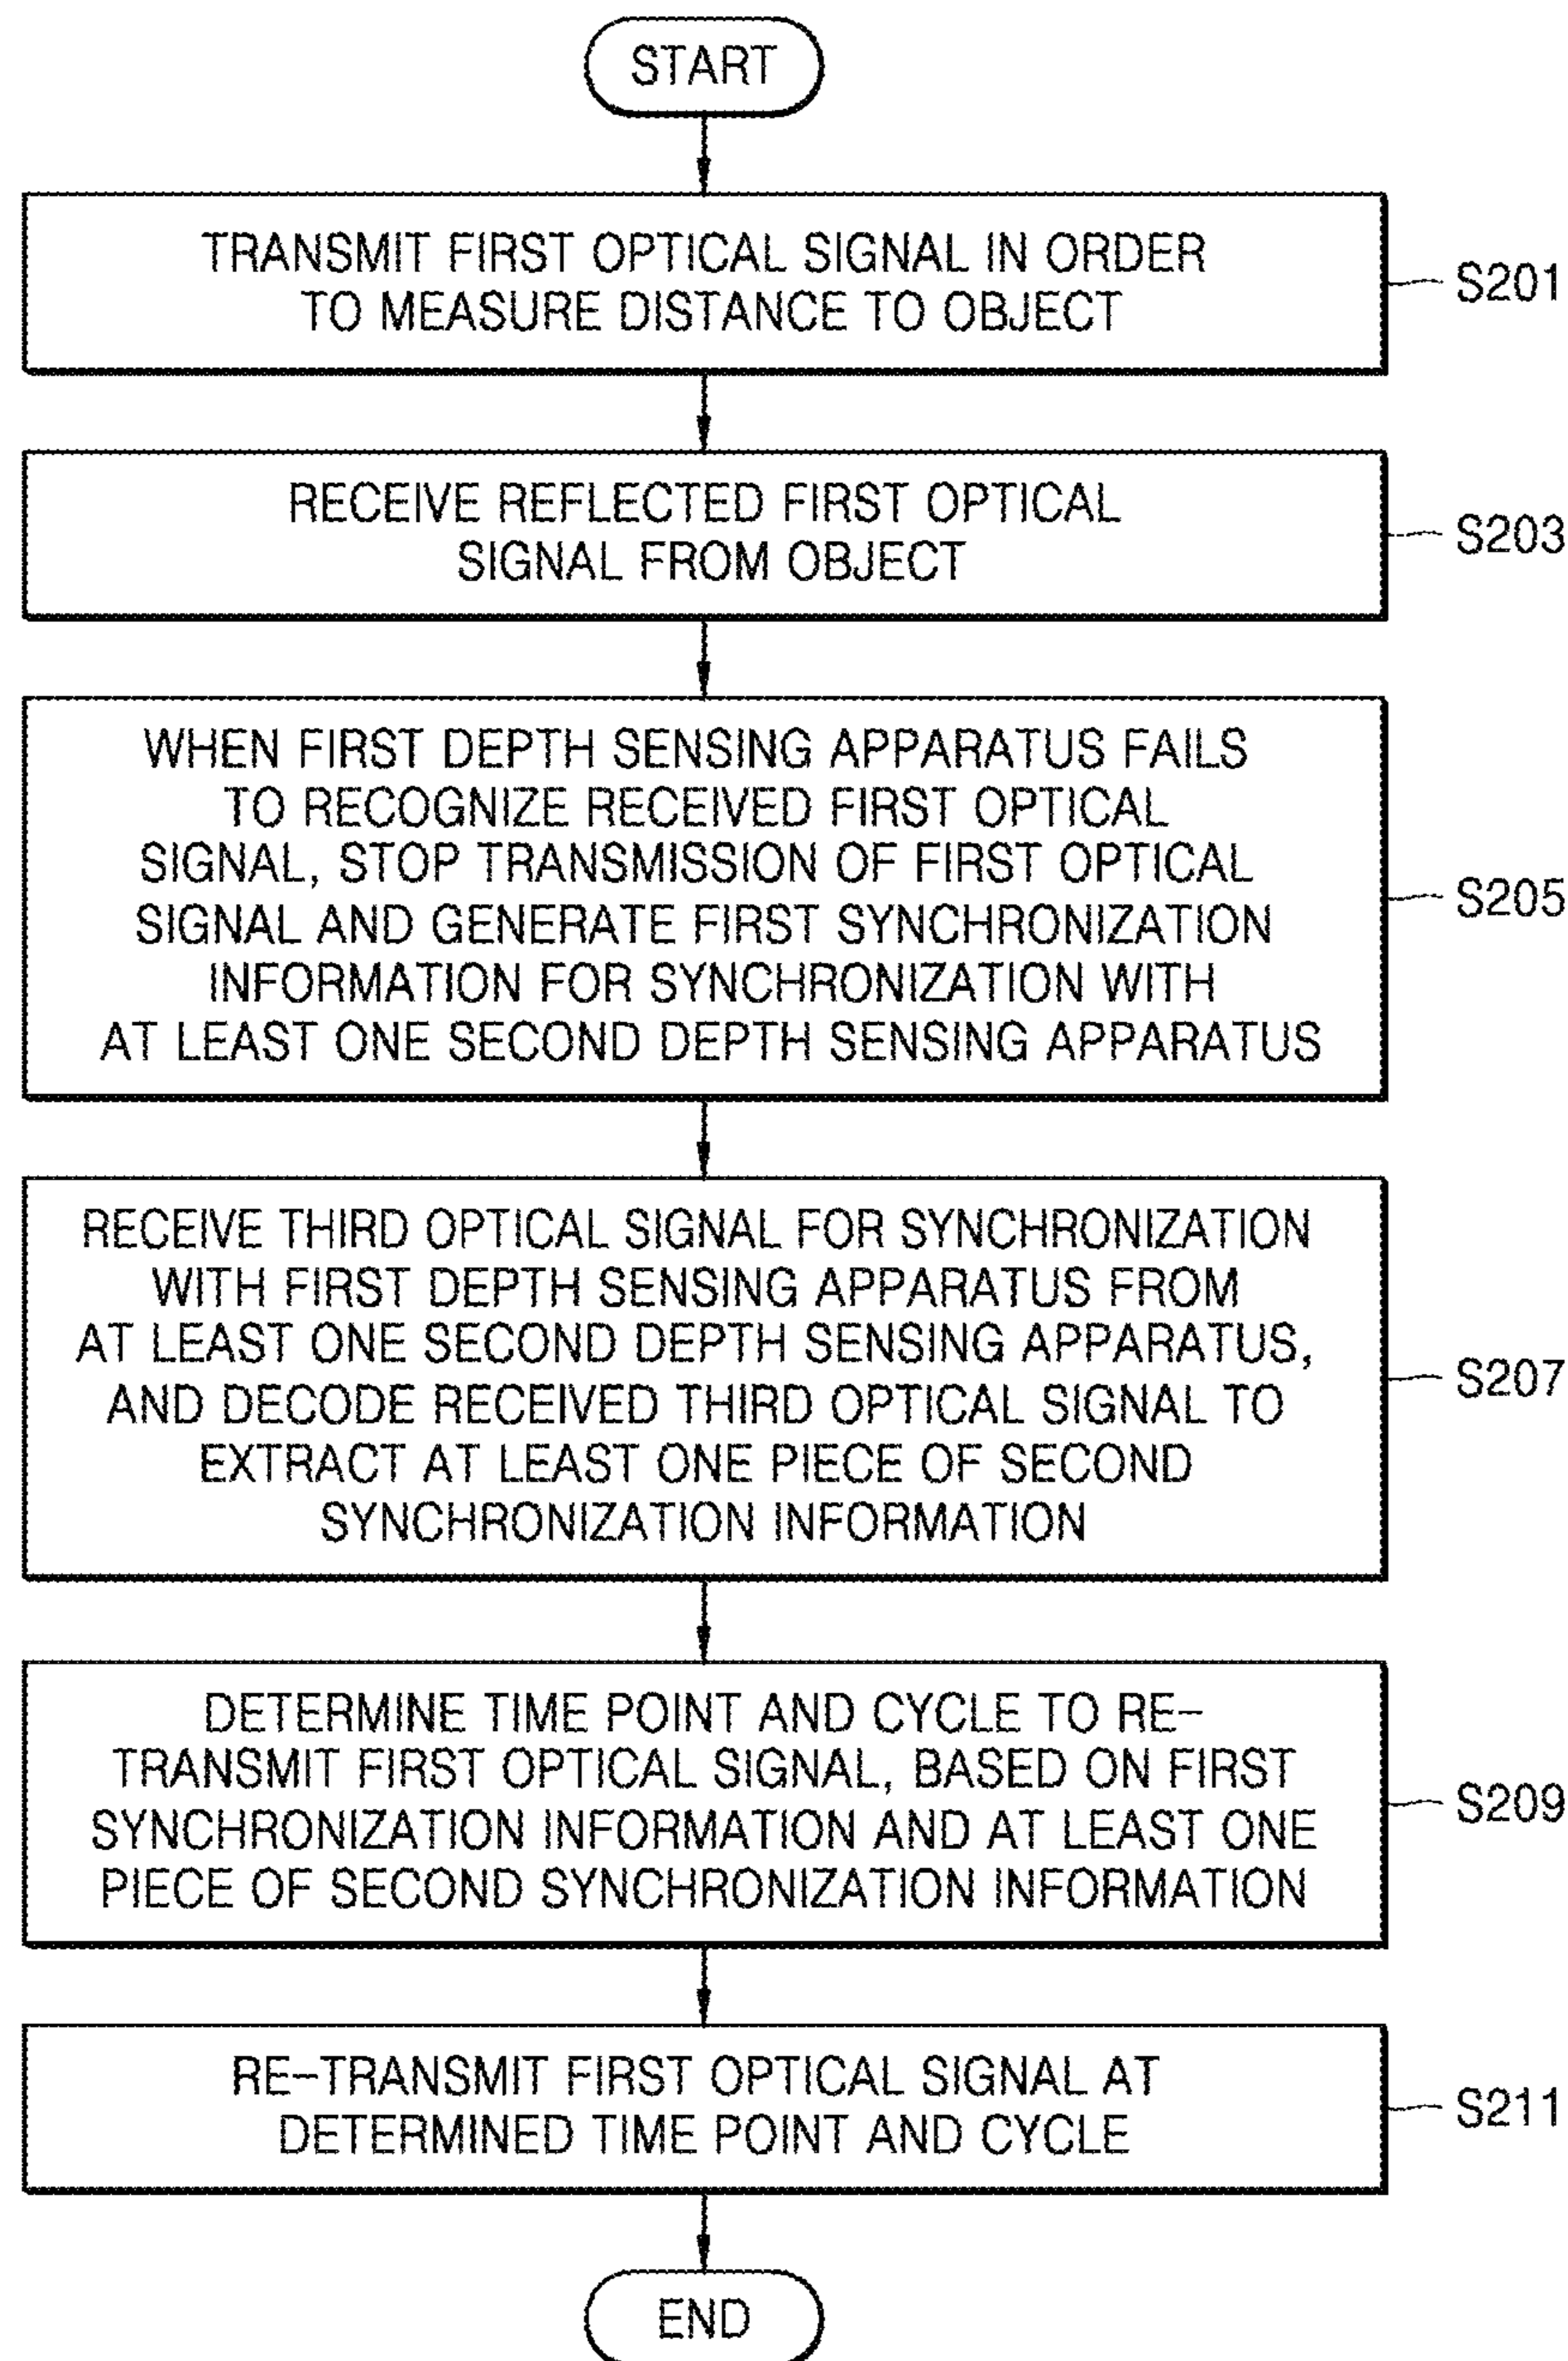 START
TRANSMIT FIRST OPTICAL SIGNAL IN ORDER
TO MEASURE DISTANCE TO OBJECT
S201
RECEIVE REFLECTED FIRST OPTICAL
SIGNAL FROM OBJECT
S203
WHEN FIRST DEPTH SENSING APPARATUS FAILS
TO RECOGNIZE RECEIVED FIRST OPTICAL
SIGNAL, STOP TRANSMISSION OF FIRST OPTICAL
SIGNAL AND GENERATE FIRST SYNCHRONIZATION
INFORMATION FOR SYNCHRONIZATION WITH
AT LEAST ONE SECOND DEPTH SENSING APPARATUS
S205
RECEIVE THIRD OPTICAL SIGNAL FOR SYNCHRONIZATION
WITH FIRST DEPTH SENSING APPARATUS FROM
AT LEAST ONE SECOND DEPTH SENSING APPARATUS,
AND DECODE RECEIVED THIRD OPTICAL SIGNAL TO
EXTRACT AT LEAST ONE PIECE OF SECOND
SYNCHRONIZATION INFORMATION
S207
DETERMINE TIME POINT AND CYCLE TO RE-
TRANSMIT FIRST OPTICAL SIGNAL, BASED ON FIRST
SYNCHRONIZATION INFORMATION AND AT LEAST ONE
PIECE OF SECOND SYNCHRONIZATION INFORMATION
S209
RE-TRANSMIT FIRST OPTICAL SIGNAL AT
DETERMINED TIME POINT AND CYCLE
S211
END